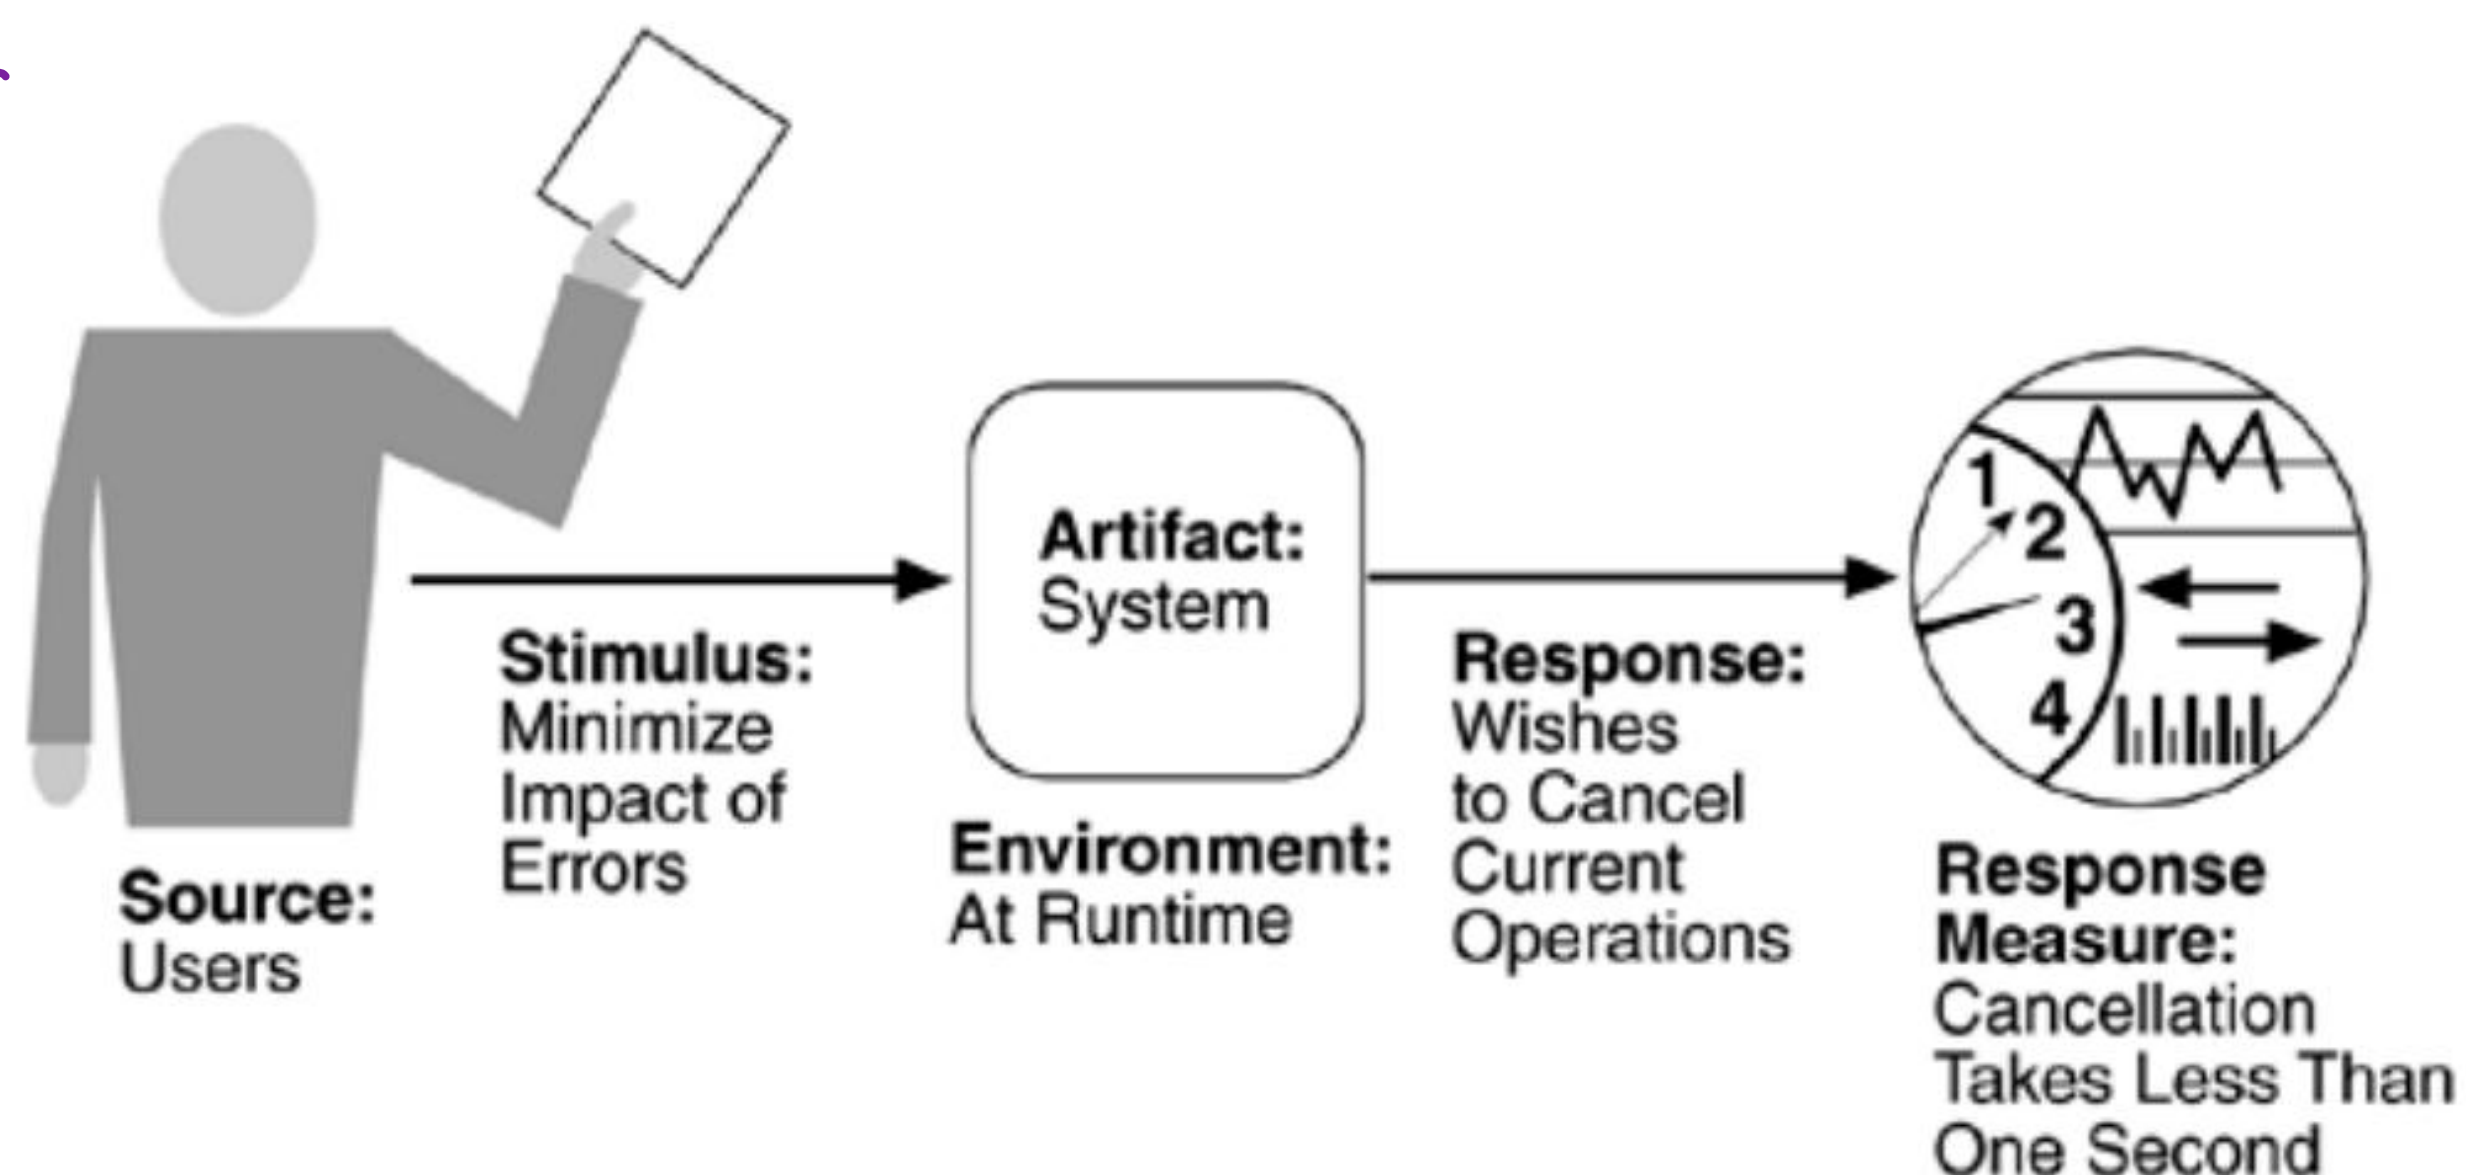 Source:
Users
Stimulus:
Minimize
Impact of
Errors
Artifact:
System
Environment:
At Runtime
Response:
Wishes
to Cancel
Current
Operations
1
2
3
4
Response
Measure:
Cancellation
Takes Less Than
One Second